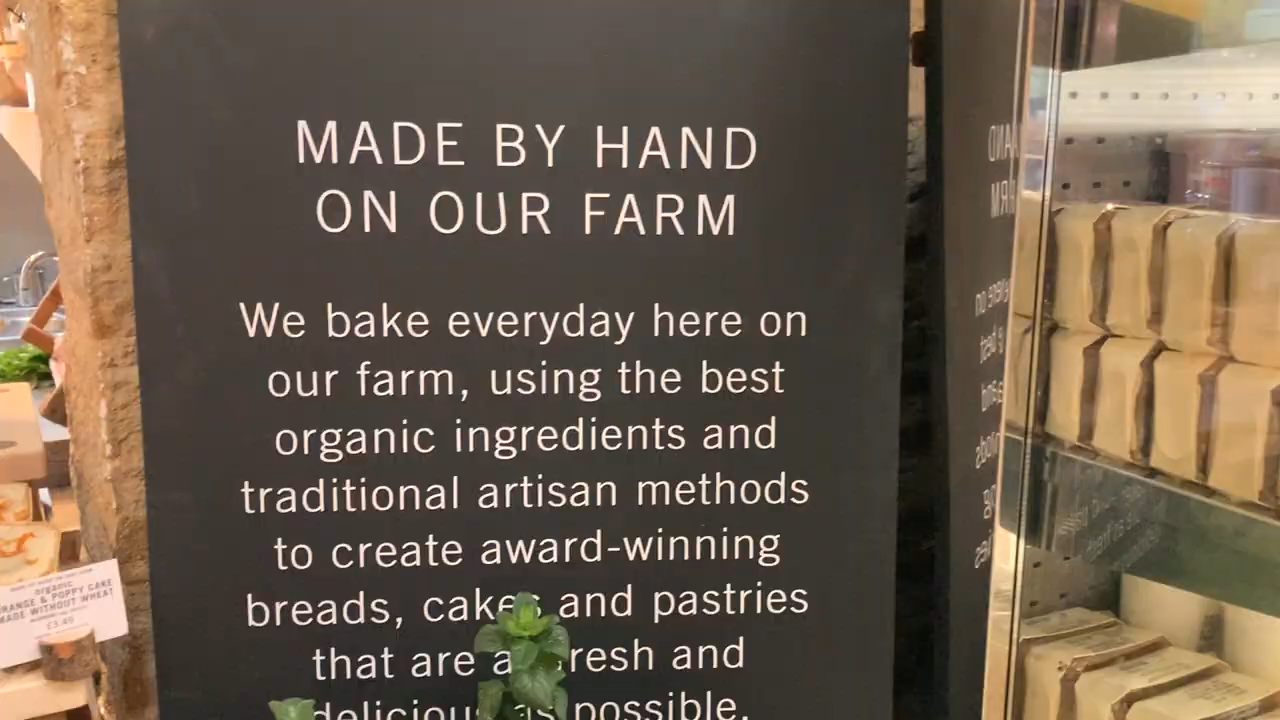 MADE BY HAND
ON OUR FARM
We bake everyday here on
our farm, using the best
organic ingredients and
traditional artisan methods
to create award-winning
breads, cakes and pastries
that are as fresh and
delicious as possible.
organic
ORANGE & POPPY CAKE
MADE WITHOUT WHEAT
£3.49